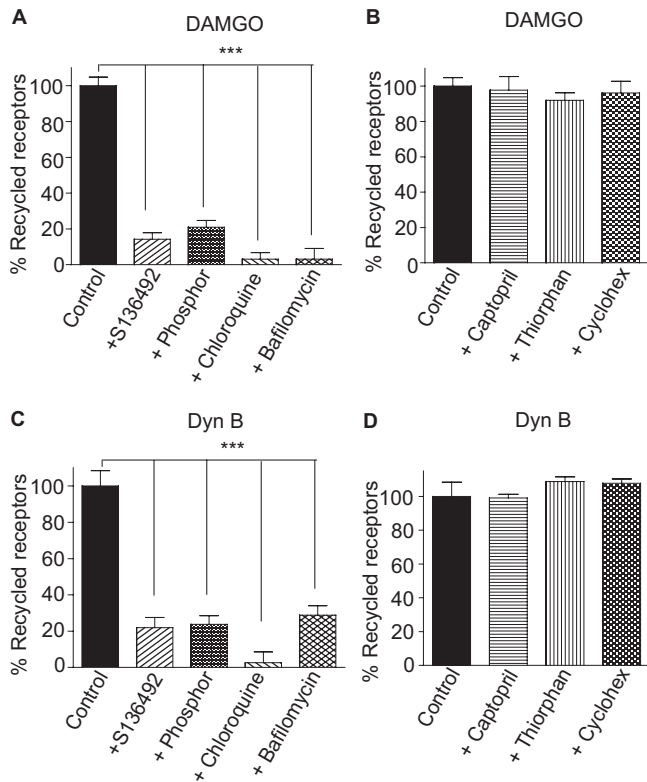 A
DAMGO
***
% Recycled receptors
100
80
60
40
20
0
Control
+S136492
+ Phosphor
+ Chloroquine
+ Bafilomycin
B
DAMGO
% Recycled receptors
100
80
60
40
20
0
Control
+ Captopril
+ Thiorphan
+ Cyclohex
C
Dyn B
***
% Recycled receptors
100
80
60
40
20
0
Control
+S136492
+ Phosphor
+ Chloroquine
+ Bafilomycin
D
Dyn B
% Recycled receptors
100
80
60
40
20
0
Control
+ Captopril
+ Thiorphan
+ Cyclohex